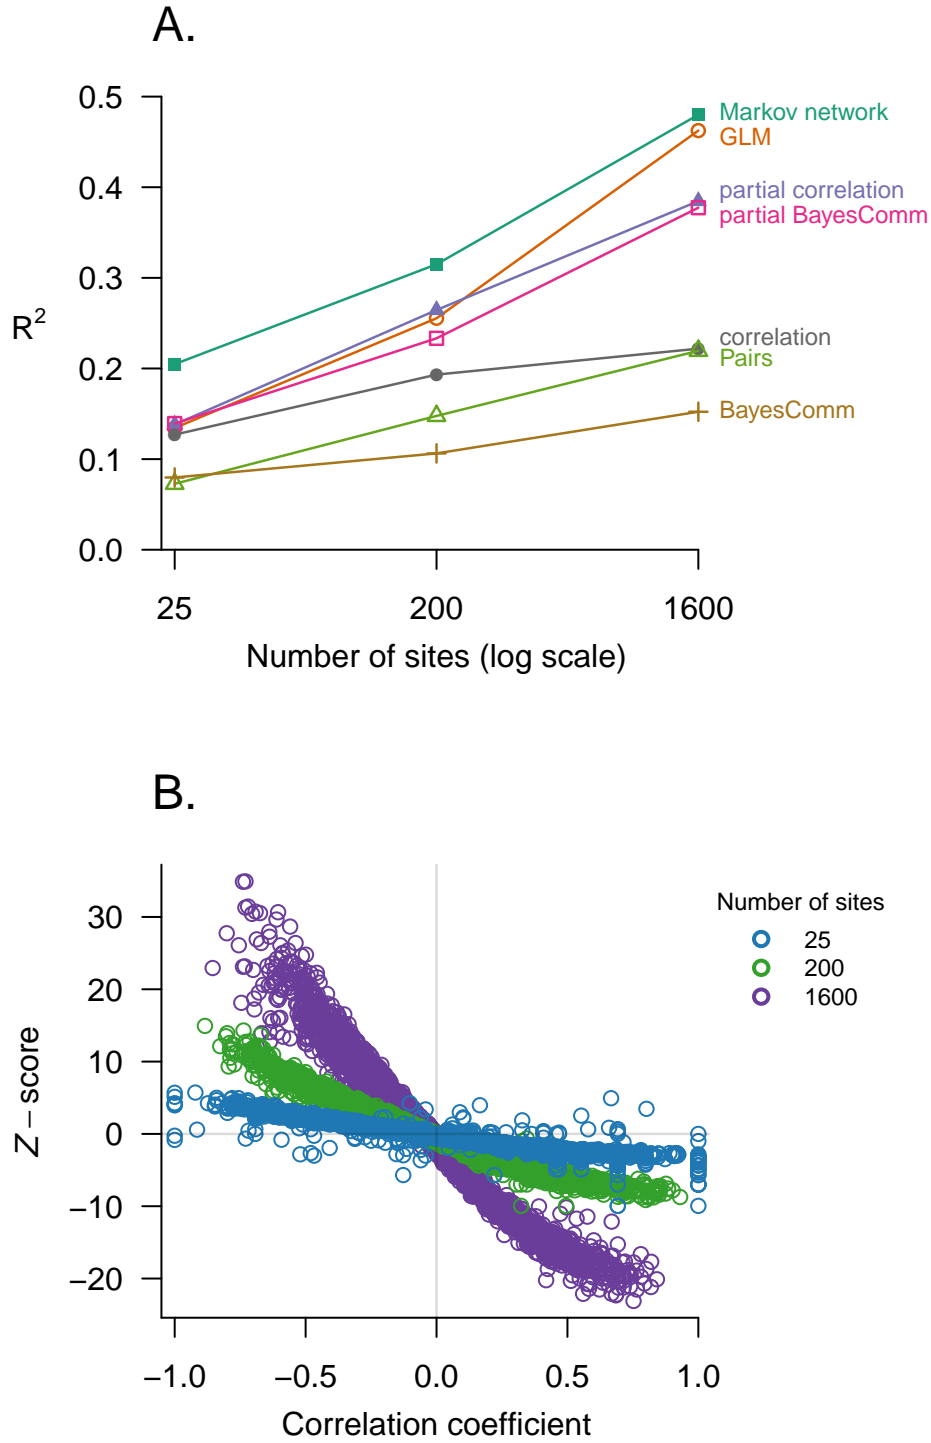 A.
0.5
0.4
0.3
0.2
0.1
0.0
R²
Markov network
GLM
partial correlation
partial BayesComm
correlation
Pairs
BayesComm
25 200 1600
Number of sites (log scale)
B.
30
20
10
0
−10
−20
Z − score
Number of sites
25
200
1600
−1.0 −0.5 0.0 0.5 1.0
Correlation coefficient